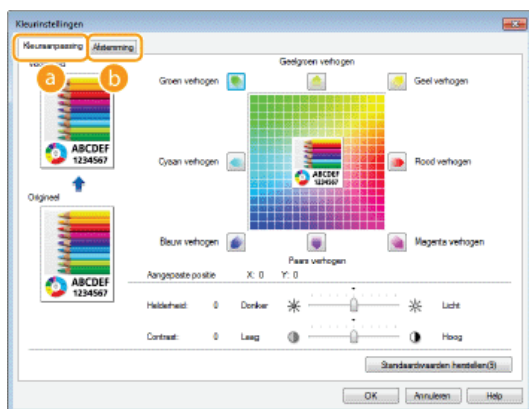 Kleurinstellingen
Kleuraanpassing Afstemming
a b
Geelgroen verhogen
Groen verhogen Geel verhogen
ABCDEF
1234567
Cyaan verhogen Rood verhogen
ABCDEF
1234567
Origineel
Blauw verhogen Magenta verhogen
Paars verhogen
ABCDEF
1234567
Aangepaste positie X: 0 Y: 0
Helderheid: 0 Donker Licht
Contrast: 0 Laag Hoog
Standaardwaarden herstellen(9)
OK Annuleren Help